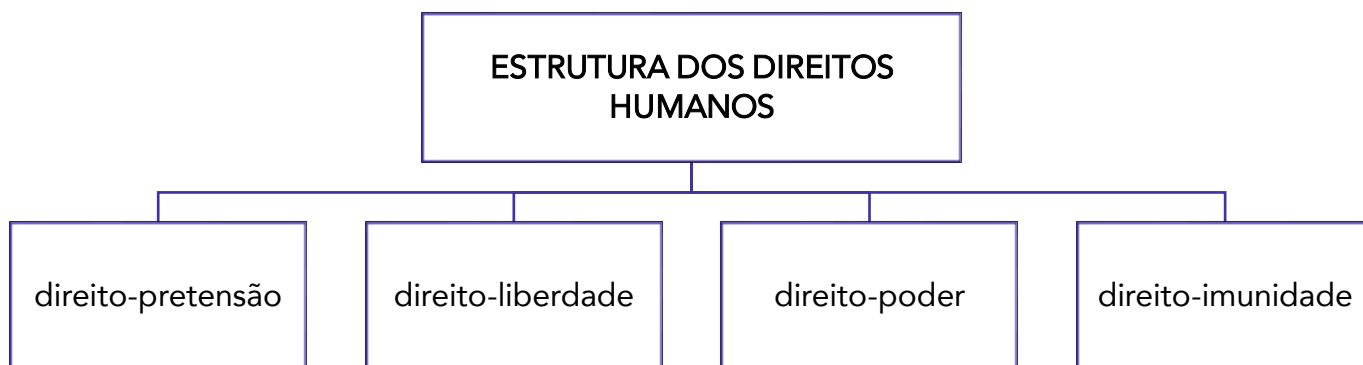 ESTRUTURA DOS DIREITOS
HUMANOS
direito-pretensão
direito-liberdade
direito-poder
direito-imunidade